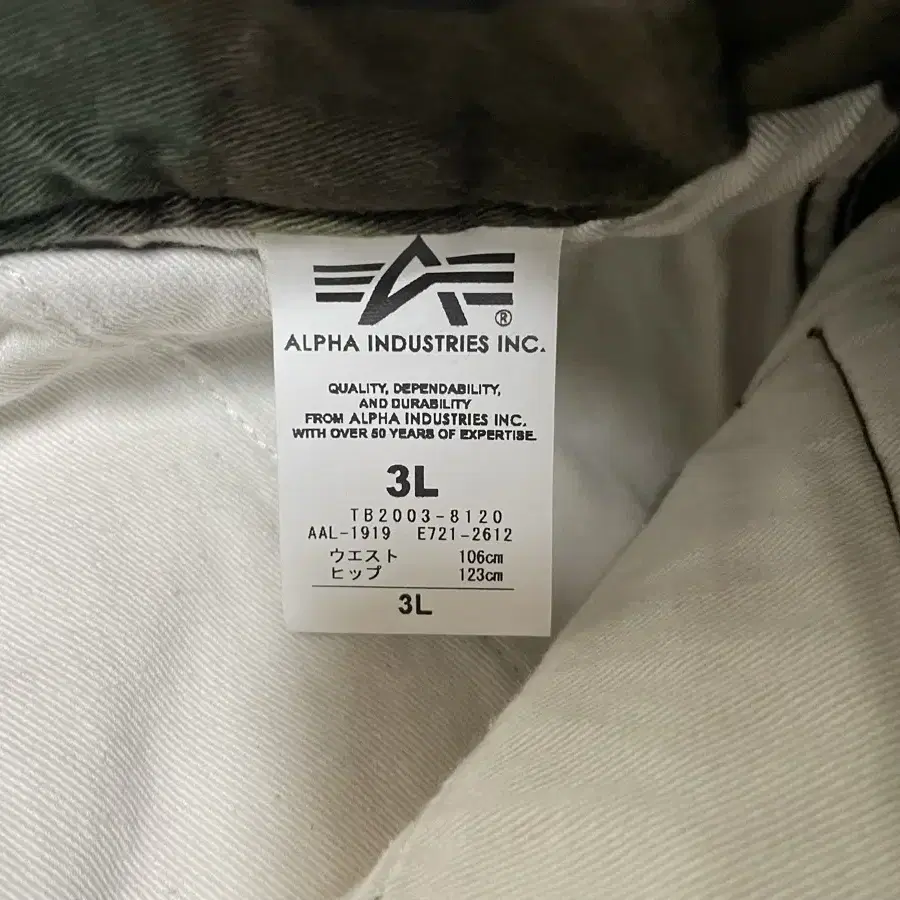 ®
ALPHA INDUSTRIES INC.
QUALITY, DEPENDABILITY,
AND DURABILITY
FROM ALPHA INDUSTRIES INC.
WITH OVER 50 YEARS OF EXPERTISE.
3L
TB2003-8120
AAL-1919 E721-2612
ウエスト 106cm
ヒップ 123cm
3L